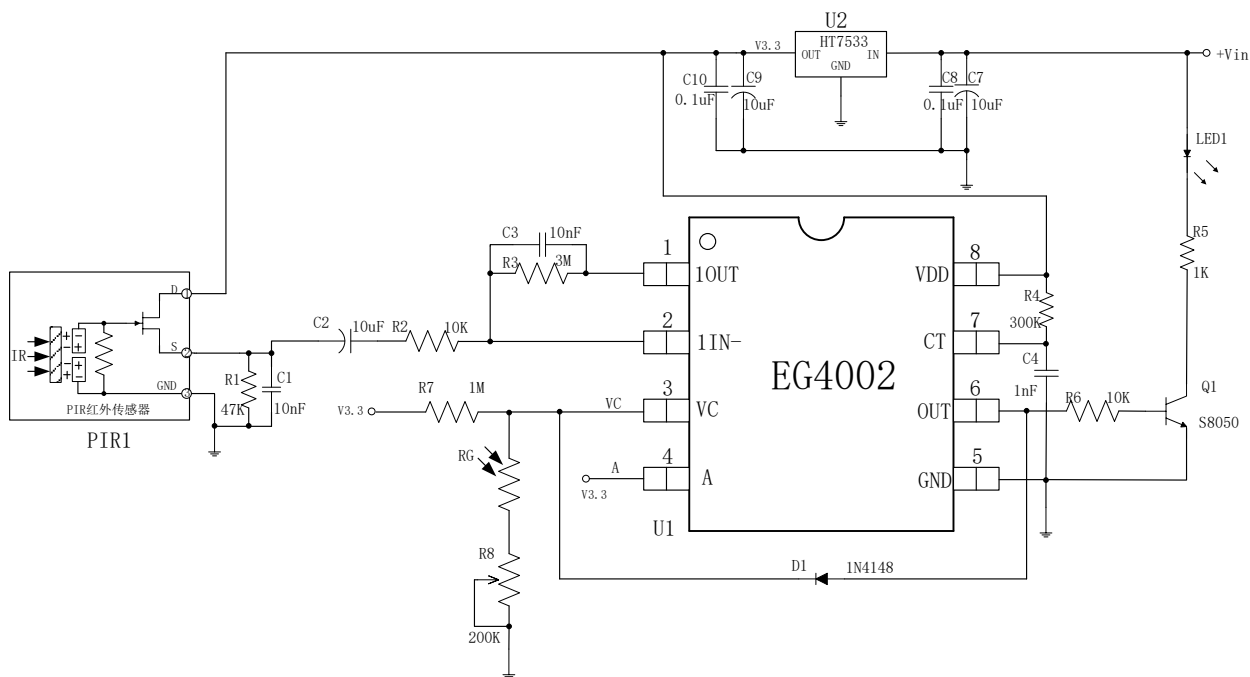 U2
HT7533
V3.3
OUT
IN
GND
+Vin
C10
0.1uF
C9
10uF
C8
0.1uF
C7
10uF
LED1
R5
1K
C3
10nF
R3
3M
1
1OUT
8
VDD
R4
300K
D
1
C2
10uF
R2
10K
2
1IN-
7
CT
C4
1nF
IR
S
2
GND
3
PIR红外传感器
PIR1
R1
47K
C1
10nF
EG4002
R7
1M
V3.3
VC
3
VC
6
OUT
R6
10K
Q1
S8050
RG
A
V3.3
4
A
5
GND
U1
R8
200K
D1
1N4148